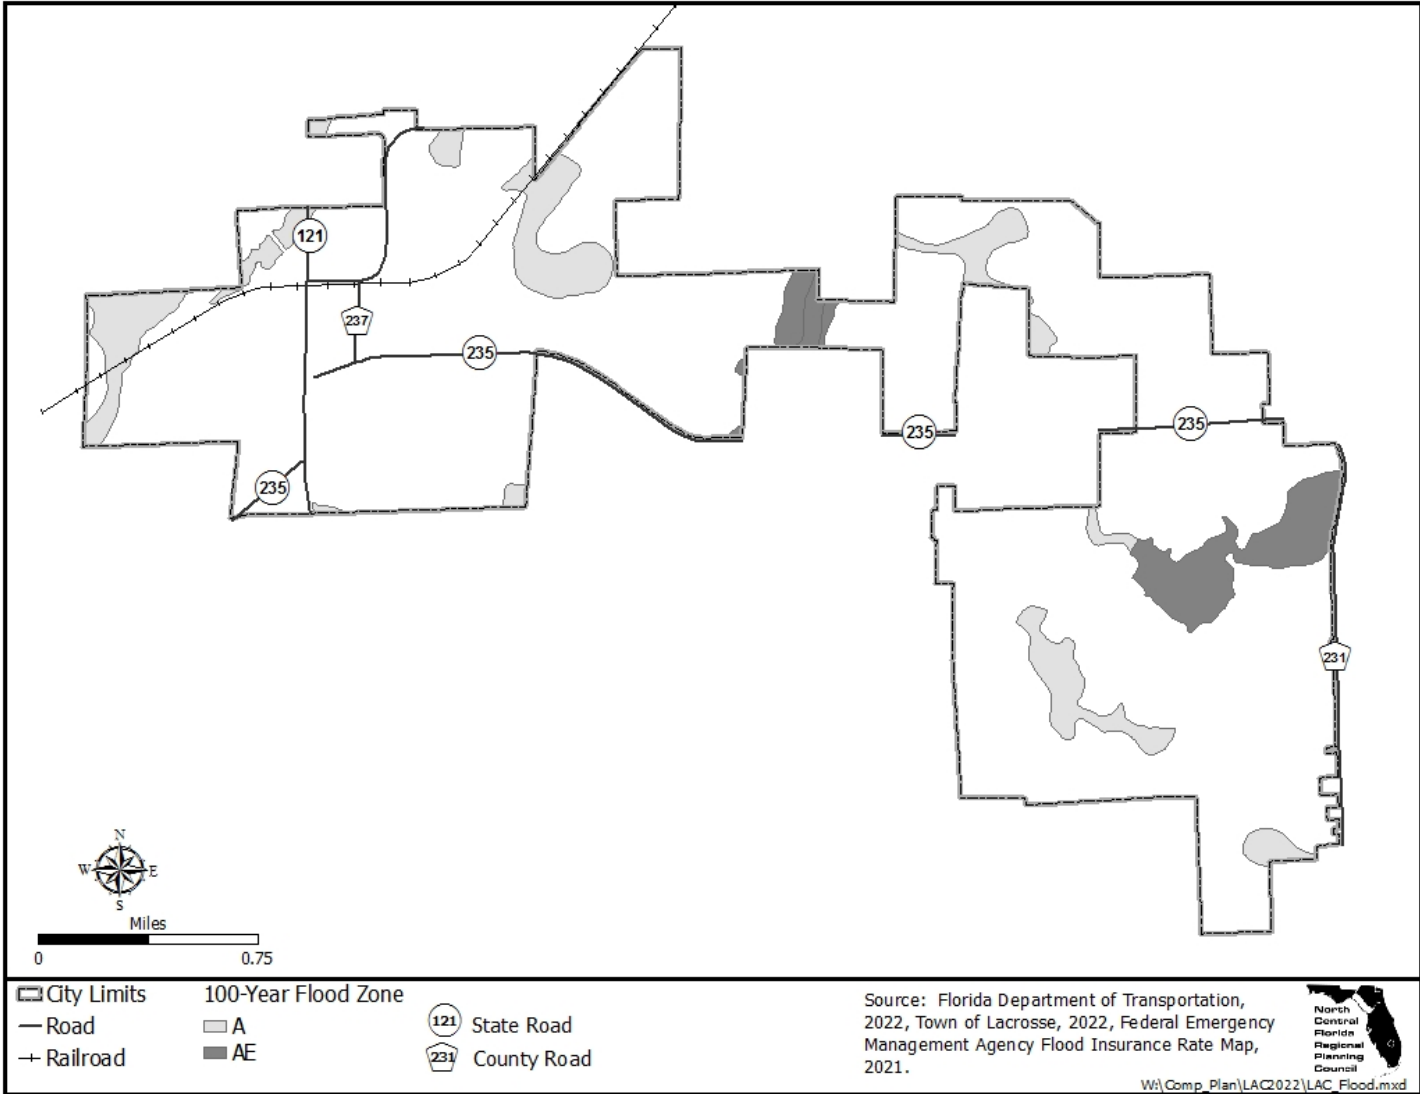 121
237
235
235
235
235
231
N
W E
S
Miles
0 0.75
City Limits
Road
Railroad
100-Year Flood Zone
A
AE
121 State Road
231 County Road
Source: Florida Department of Transportation,
2022, Town of Lacrosse, 2022, Federal Emergency
Management Agency Flood Insurance Rate Map,
2021.
North
Central
Florida
Regional
Planning
Council
W:\Comp_Plan\LAC2022\LAC_Flood.mxd